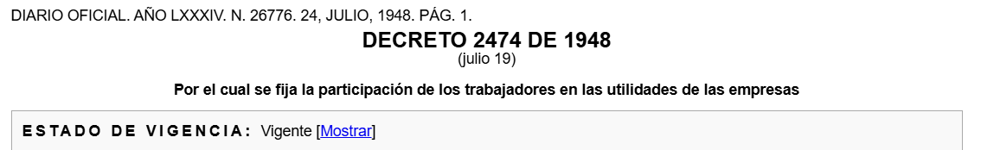 DIARIO OFICIAL. AÑO LXXXIV. N. 26776. 24, JULIO, 1948. PÁG. 1.
DECRETO 2474 DE 1948
(julio 19)
Por el cual se fija la participación de los trabajadores en las utilidades de las empresas
ESTADO DE VIGENCIA: Vigente [Mostrar]